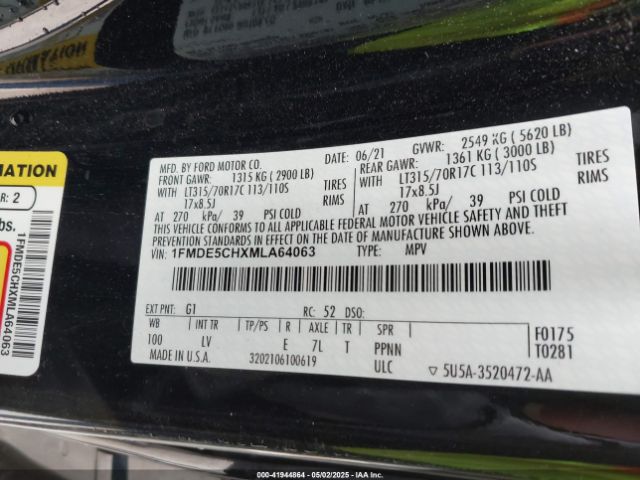 MFD. BY FORD MOTOR CO.
06/21
GVWR: 2549 KG ( 5620 LB)
FRONT GAWR: 1315 KG ( 2900 LB)
REAR GAWR: 1361 KG ( 3000 LB)
WITH LT315/70R17C 113/110S TIRES
WITH LT315/70R17C 113/110S TIRES
17x8.5J RIMS
17x8.5J RIMS
AT 270 kPa/ 39 PSI COLD
AT 270 kPa/ 39 PSI COLD
THIS VEHICLE CONFORMS TO ALL APPLICABLE FEDERAL MOTOR VEHICLE SAFETY AND THEFT
PREVENTION STANDARDS IN EFFECT ON THE DATE OF MANUFACTURE SHOWN ABOVE.
VIN: 1FMDE5CHXMLA64063 TYPE: MPV
EXT PNT: G1 RC: 52 DSO:
WB INT TR TP/PS R AXLE TR SPR
100 LV E 7L T PPNN
F0175
T0281
MADE IN U.S.A. 3202106100619 ULC
5U5A-3520472-AA
MATION
R: 2
bs.
1FMDE5CHXMLA64063
000-41944864 - 05/02/2025 - IAAI.com